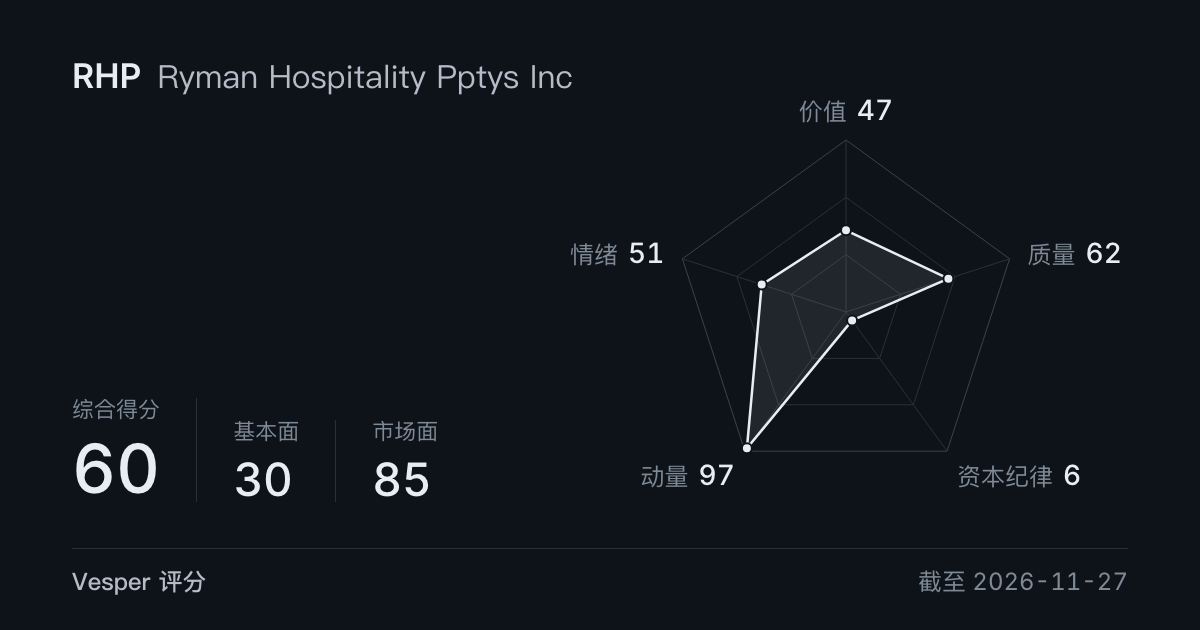 RHP Ryman Hospitality Pptys Inc
价值 47
情绪 51
质量 62
动量 97
资本纪律 6
综合得分
60
基本面
30
市场面
85
Vesper 评分
截至 2026-11-27